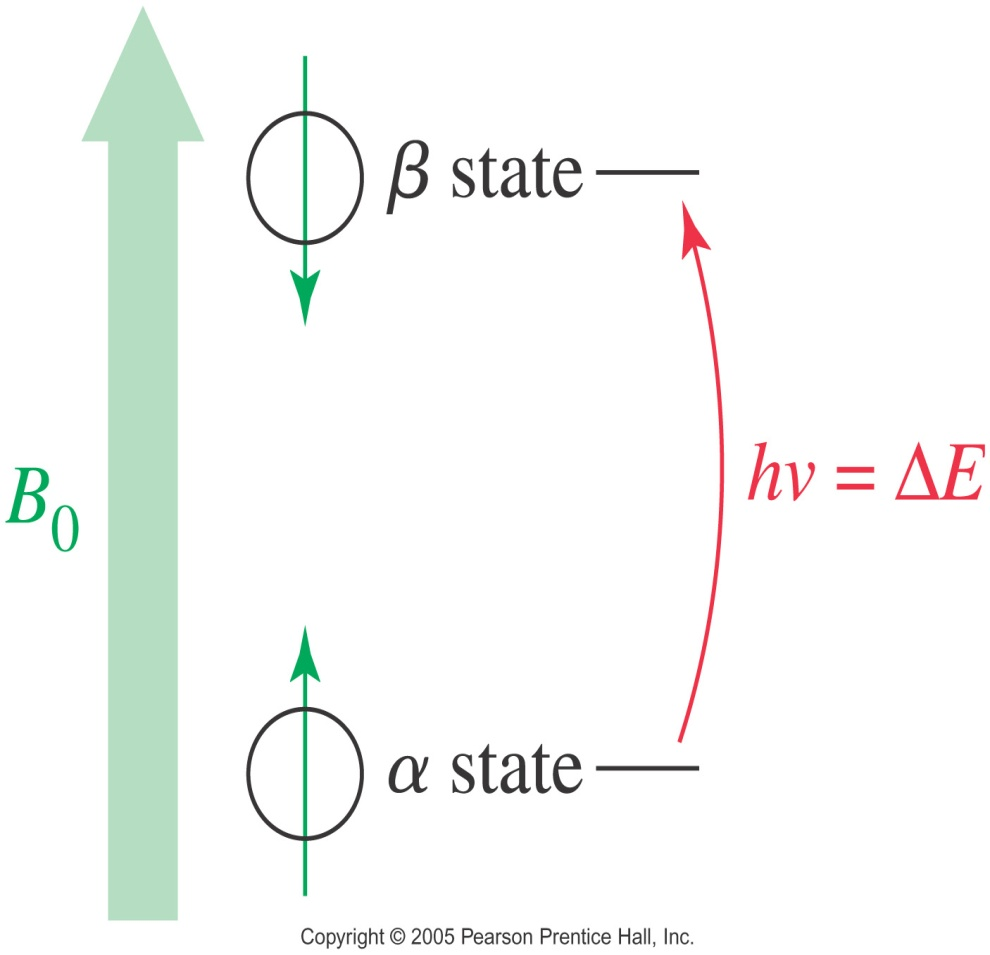 β state
B₀
hν = ΔE
α state
Copyright © 2005 Pearson Prentice Hall, Inc.